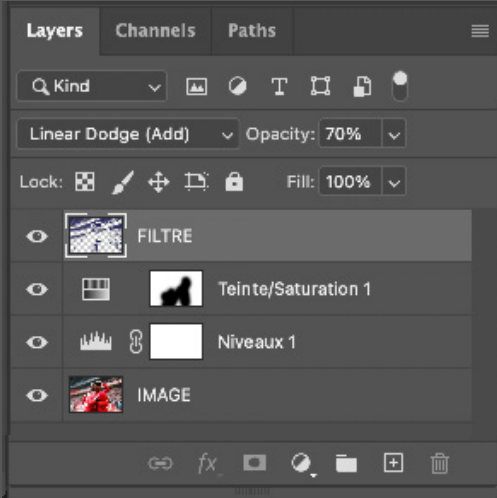 Layers Channels Paths
Kind T
Linear Dodge (Add) Opacity: 70%
Lock: Fill: 100%
FILTRE
Teinte/Saturation 1
Niveaux 1
IMAGE
fx